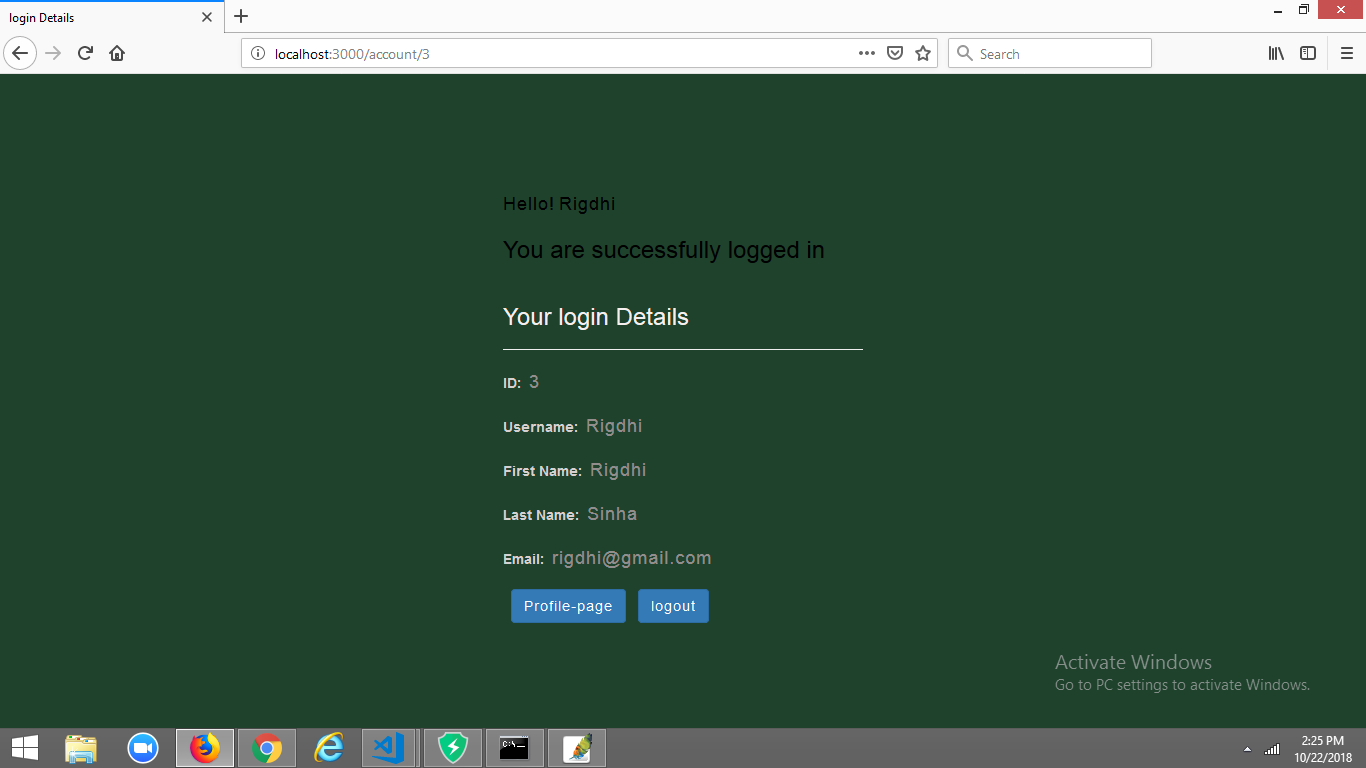 login Details
localhost:3000/account/3
Search
Hello! Rigdhi
You are successfully logged in
Your login Details
ID: 3
Username: Rigdhi
First Name: Rigdhi
Last Name: Sinha
Email: rigdhi@gmail.com
Profile-page logout
Activate Windows
Go to PC settings to activate Windows.
2:25 PM
10/22/2018